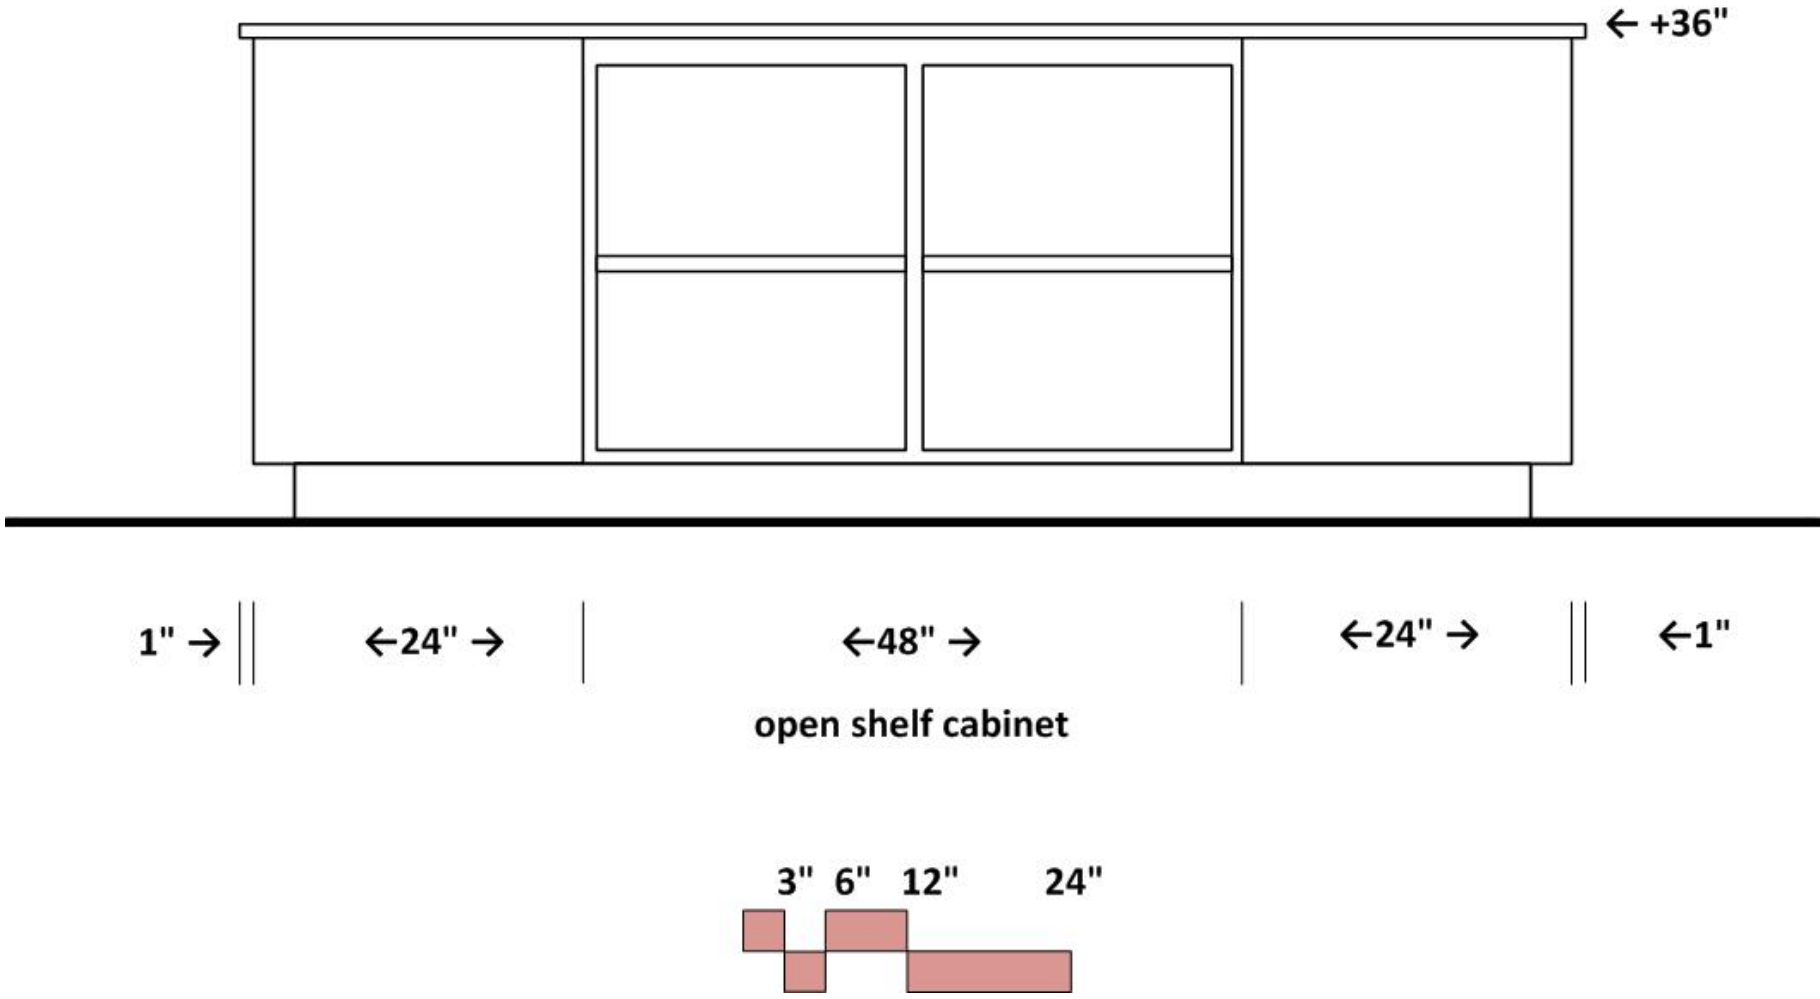 ← +36"
1" → ←24" → ←48" → ←24" → ←1"
open shelf cabinet
3" 6" 12" 24"